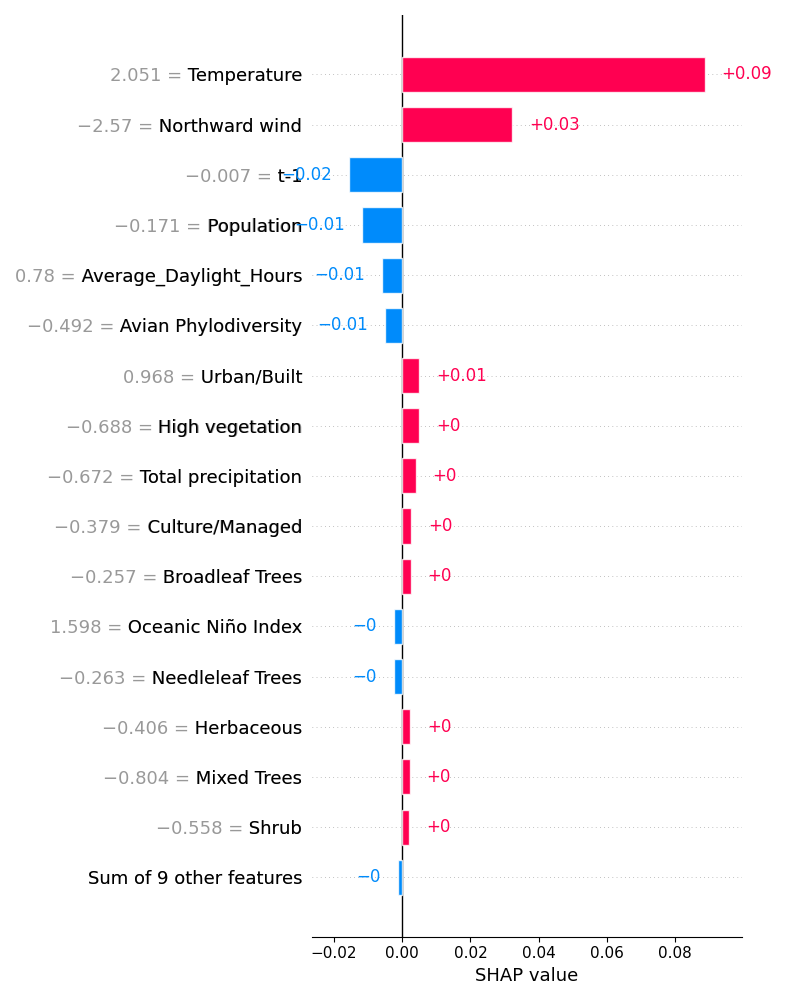 2.051 = Temperature +0.09
−2.57 = Northward wind +0.03
−0.007 = t-1 −0.02
−0.171 = Population −0.01
0.78 = Average_Daylight_Hours −0.01
−0.492 = Avian Phylodiversity −0.01
0.968 = Urban/Built +0.01
−0.688 = High vegetation +0
−0.672 = Total precipitation +0
−0.379 = Culture/Managed +0
−0.257 = Broadleaf Trees +0
1.598 = Oceanic Niño Index −0
−0.263 = Needleleaf Trees −0
−0.406 = Herbaceous +0
−0.804 = Mixed Trees +0
−0.558 = Shrub +0
Sum of 9 other features −0
−0.02 0.00 0.02 0.04 0.06 0.08
SHAP value